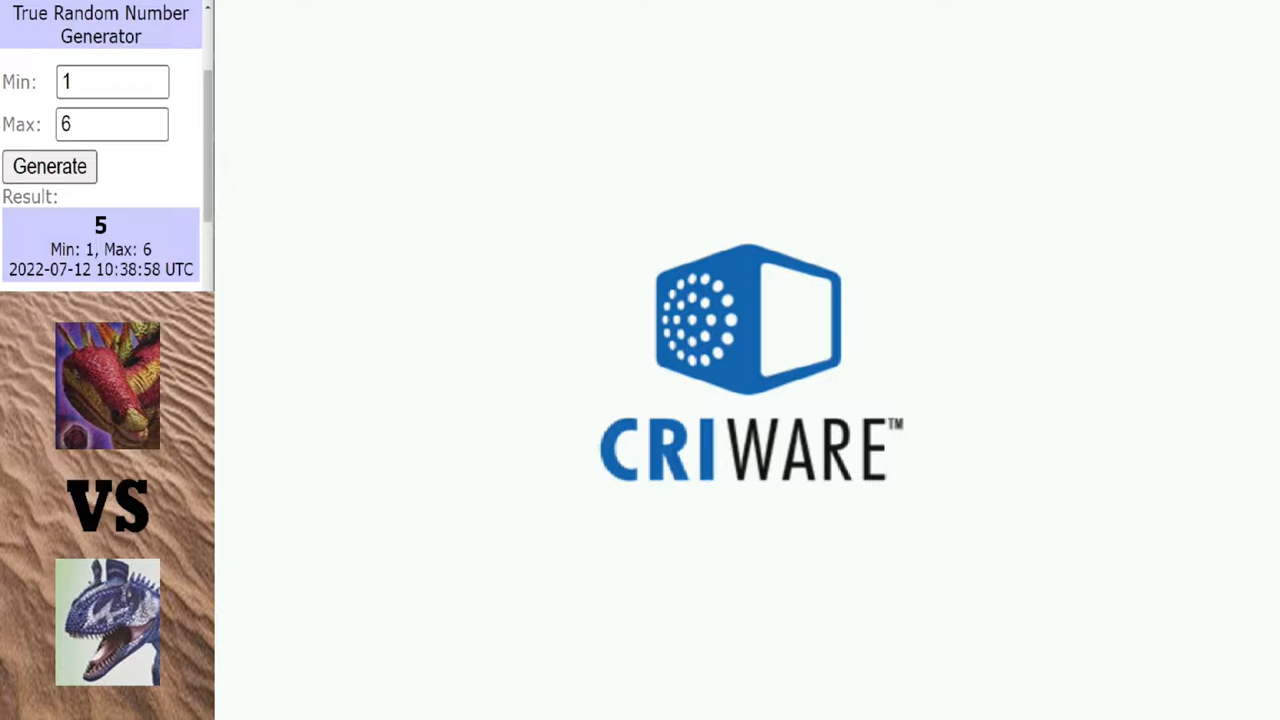 True Random Number
Generator
Min: 1
Max: 6
Generate
Result:
5
Min: 1, Max: 6
2022-07-12 10:38:58 UTC
VS
CRIWARE™